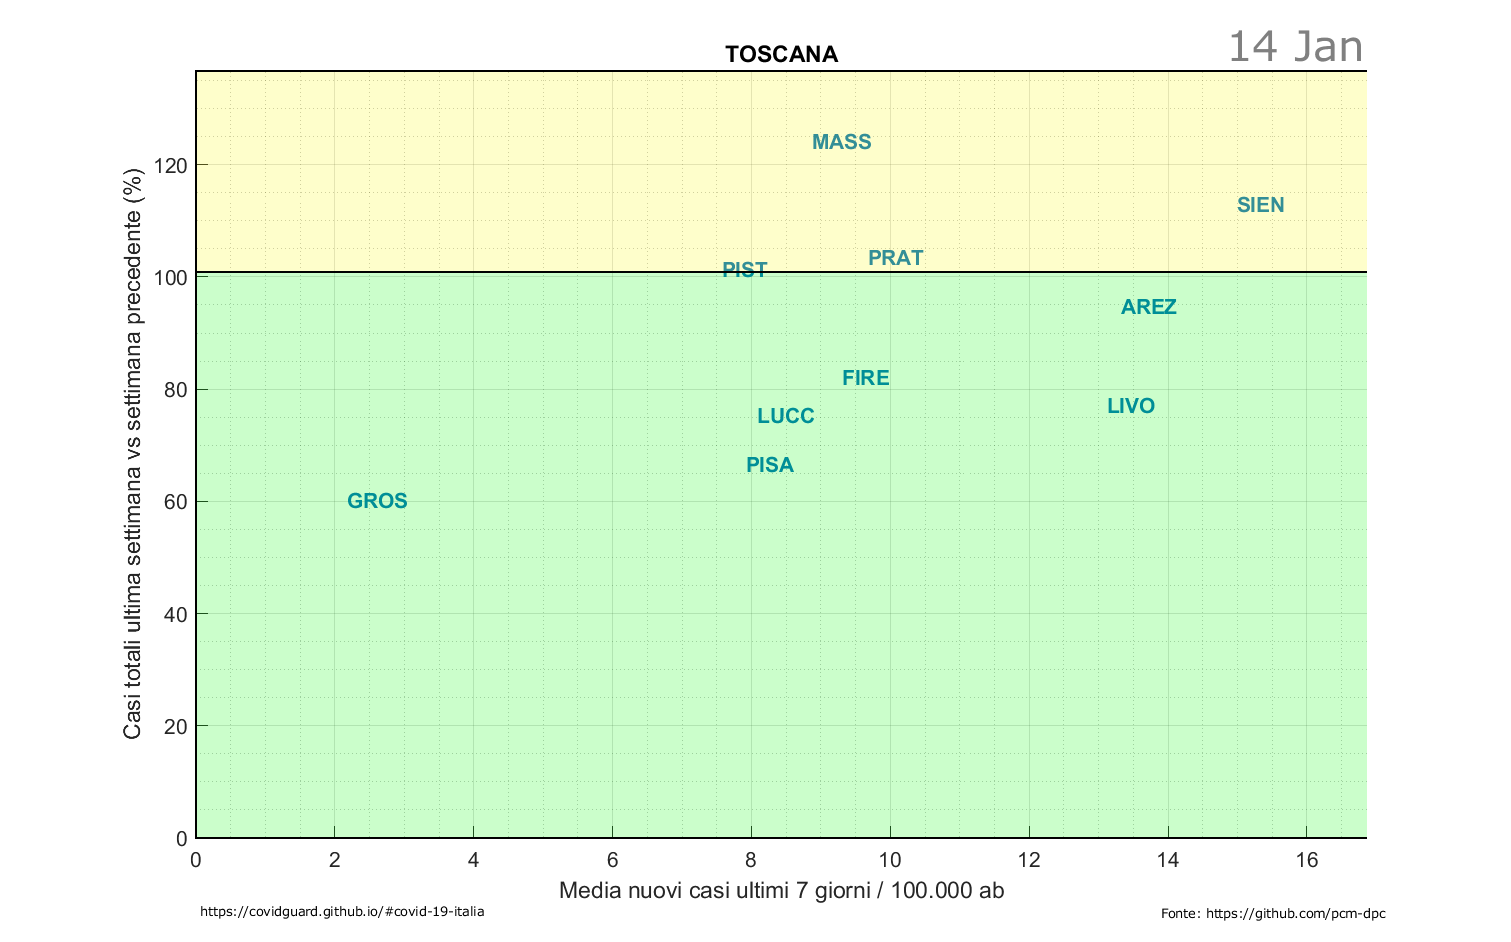 14 Jan
TOSCANA
Casi totali ultima settimana vs settimana precedente (%)
120
100
80
60
40
20
0
MASS
SIEN
PRAT
PIST
AREZ
FIRE
LIVO
LUCC
PISA
GROS
0 2 4 6 8 10 12 14 16
Media nuovi casi ultimi 7 giorni / 100.000 ab
https://covidguard.github.io/#covid-19-italia
Fonte: https://github.com/pcm-dpc